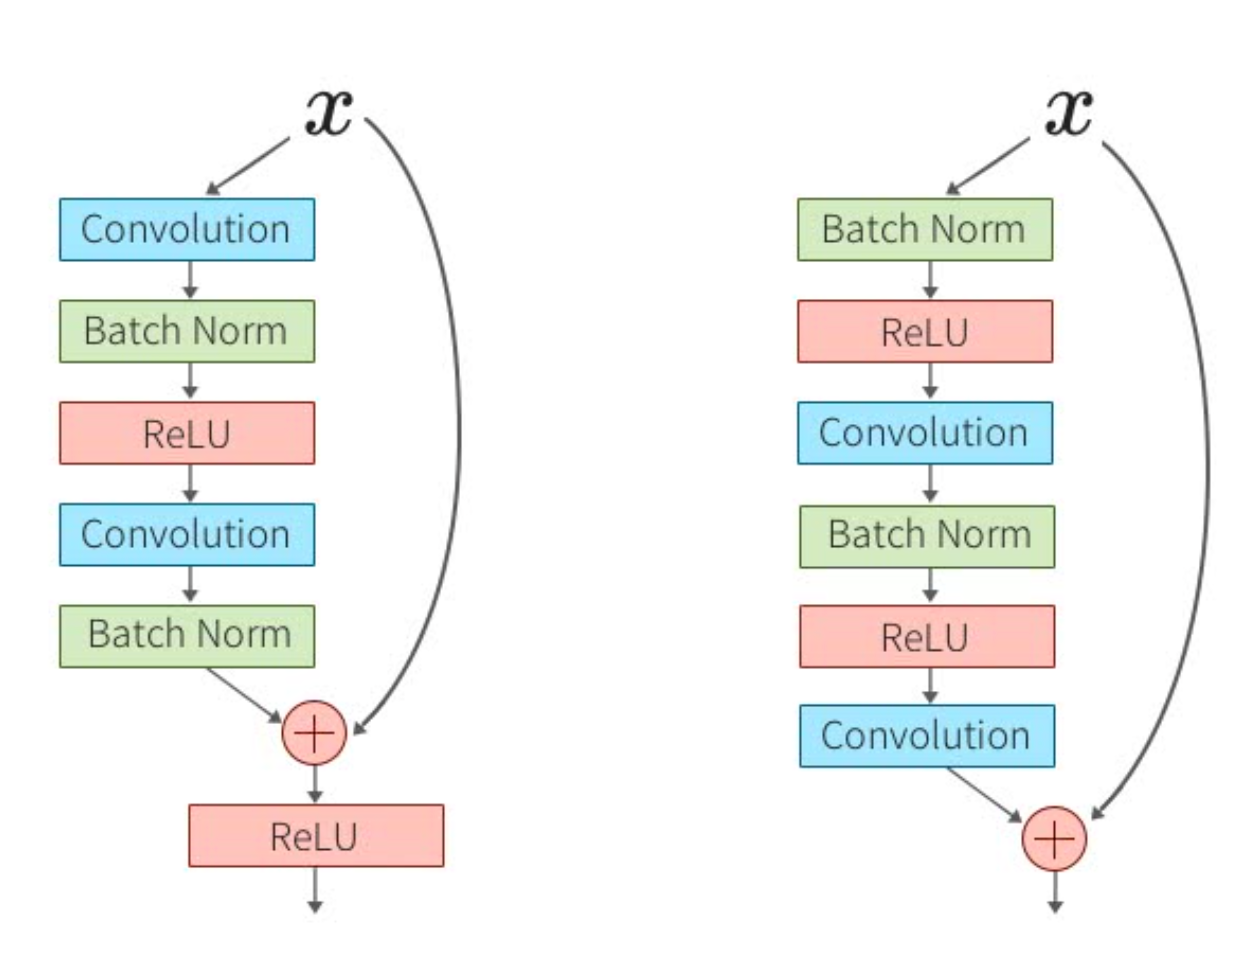 x
Convolution
Batch Norm
ReLU
Convolution
Batch Norm
+
ReLU
x
Batch Norm
ReLU
Convolution
Batch Norm
ReLU
Convolution
+